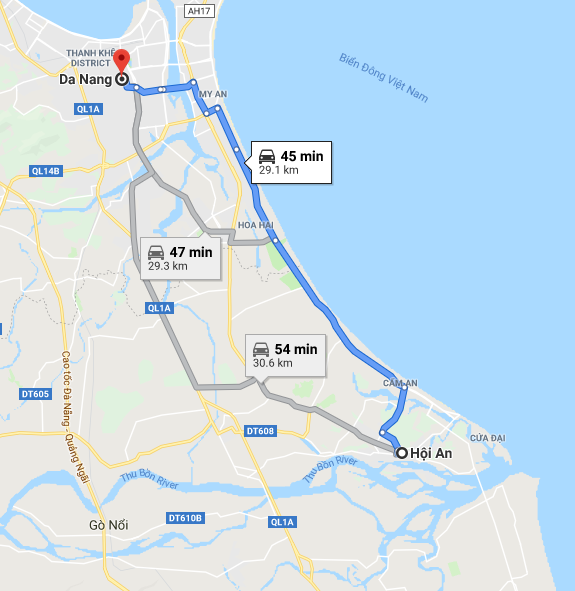 AH17
THANH KHÊ
DISTRICT
Da Nang
MY AN
QL1A
Biển Đông Việt Nam
45 min
29.1 km
QL14B
HOA HAI
47 min
29.3 km
QL1A
54 min
30.6 km
Cao tốc Đà Nẵng - Quảng Ngãi
DT605
CẨM AN
DT608
CỬA ĐẠI
Hội An
Thu Bồn River
Thu Bồn River
DT610B
QL1A
Gò Nổi